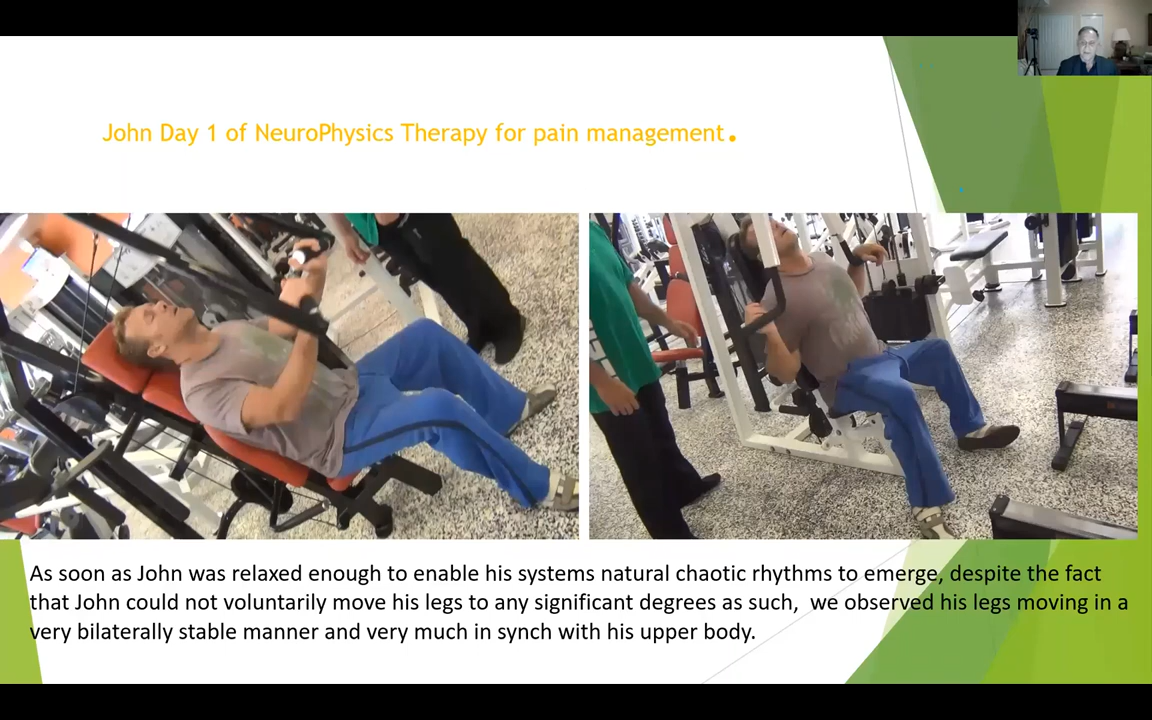 John Day 1 of NeuroPhysics Therapy for pain management.
As soon as John was relaxed enough to enable his systems natural chaotic rhythms to emerge, despite the fact
that John could not voluntarily move his legs to any significant degrees as such,  we observed his legs moving in a
very bilaterally stable manner and very much in synch with his upper body.